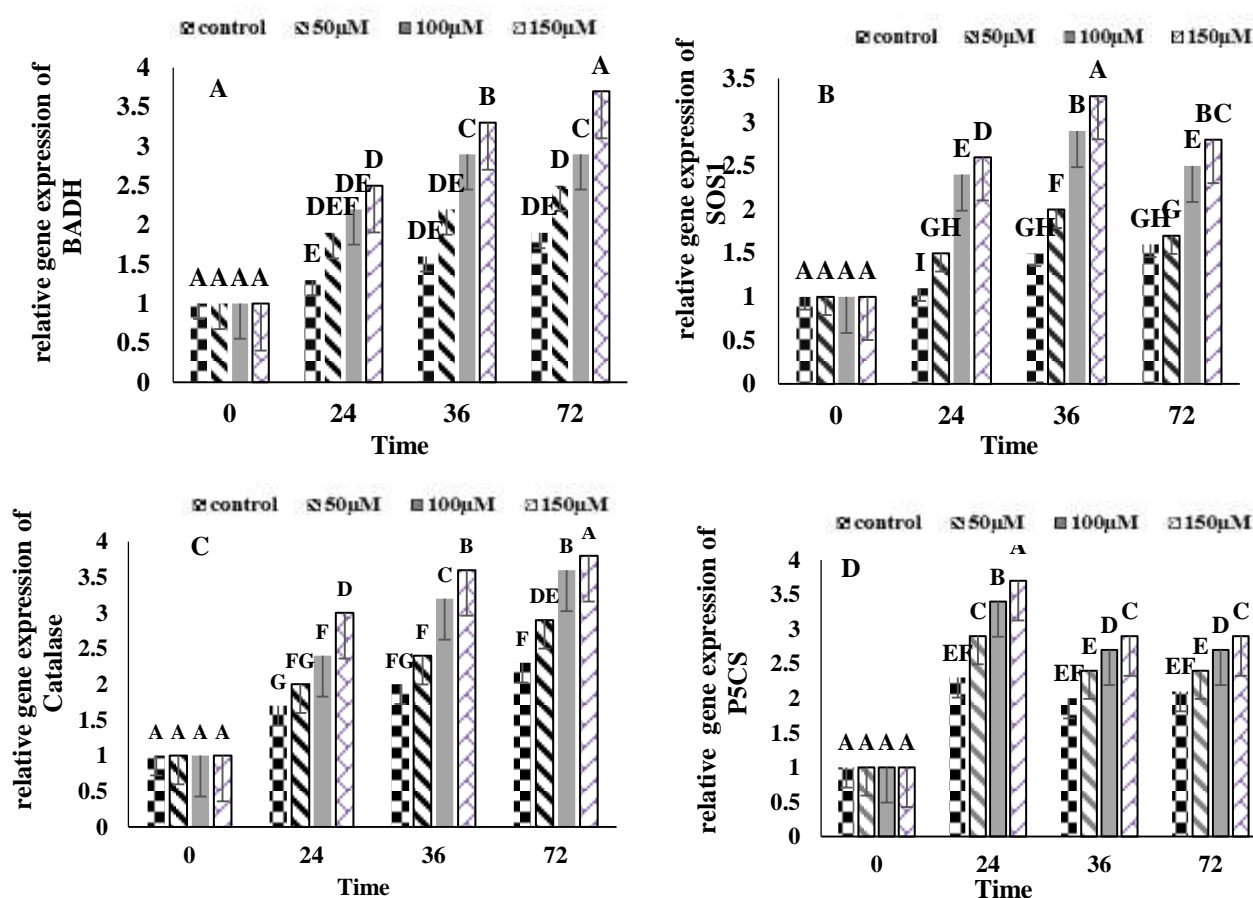 control 50µM 100µM 150µM
relative gene expression of
BADH
4
3.5
3
2.5
2
1.5
1
0.5
0
A
A A A A
E DEF DE D
DE DE C B
DE D C A
0 24 36 72
Time
control 50µM 100µM 150µM
relative gene expression of
SOS1
3.5
3
2.5
2
1.5
1
0.5
0
B
A A A A
I GH E D
GH F B A
GH G E BC
0 24 36 72
Time
control 50µM 100µM 150µM
relative gene expression of
Catalase
4
3.5
3
2.5
2
1.5
1
0.5
0
C
A A A A
G FG F D
FG F C B
F DE B A
0 24 36 72
Time
control 50µM 100µM 150µM
relative gene expression of
P5CS
4
3.5
3
2.5
2
1.5
1
0.5
0
D
A A A A
EF C B A
EF E D C
EF E D C
0 24 36 72
Time